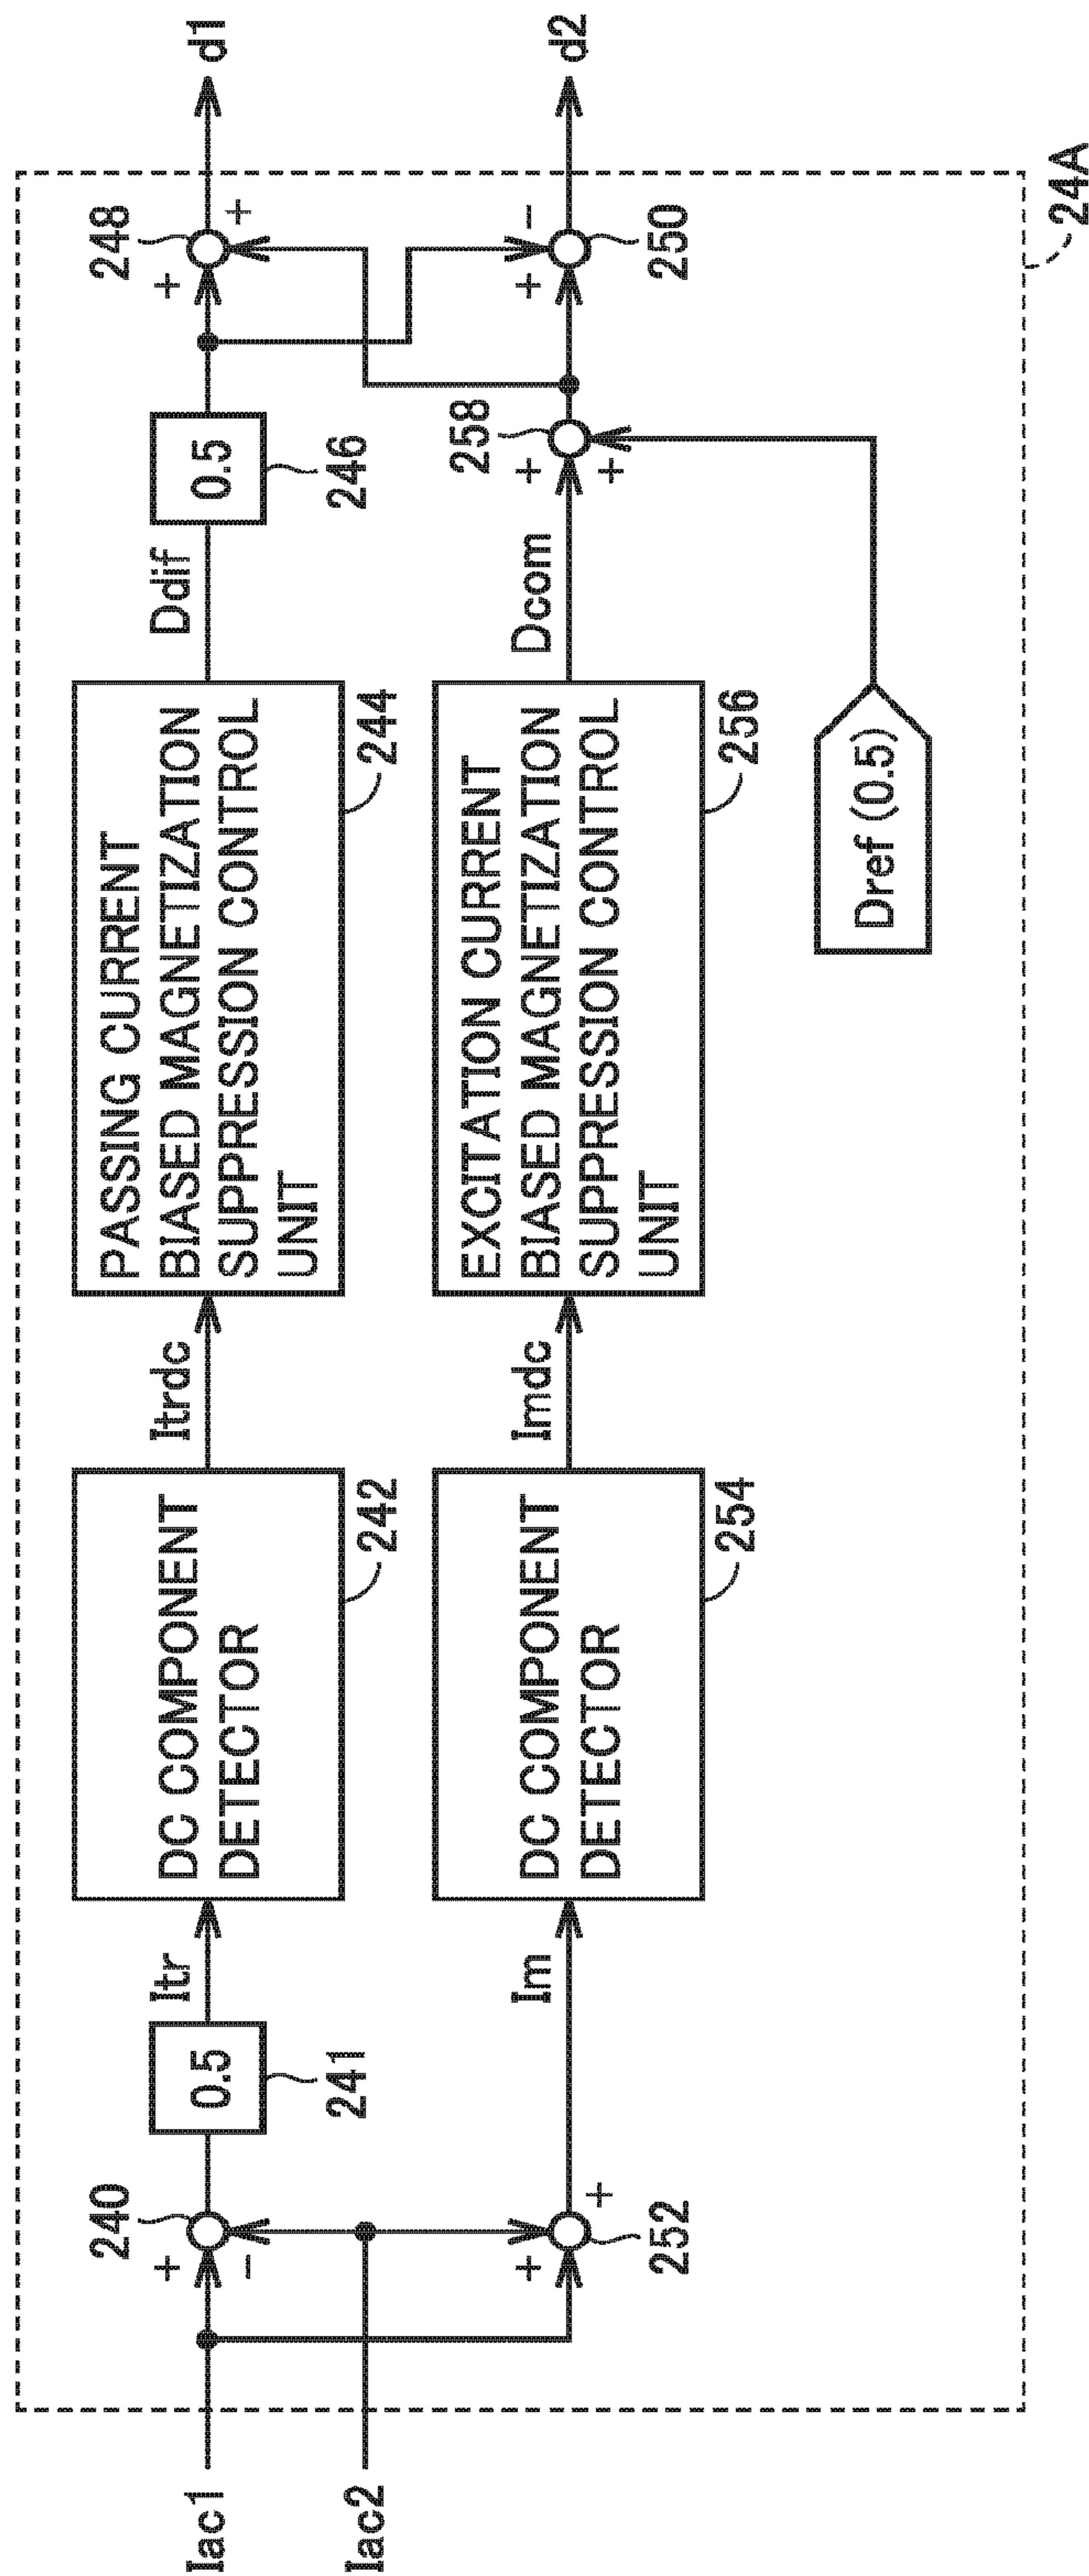 Iac1
Iac2
240
+
-
0.5
241
Itr
DC COMPONENT
DETECTOR
242
Itrdc
PASSING CURRENT
BIASED MAGNETIZATION
SUPPRESSION CONTROL
UNIT
244
Ddif
0.5
246
248
+
+
d1
+
+
252
Im
DC COMPONENT
DETECTOR
254
Imdc
EXCITATION CURRENT
BIASED MAGNETIZATION
SUPPRESSION CONTROL
UNIT
256
Dcom
258
+
+
Dref (0.5)
+
-
250
d2
24A